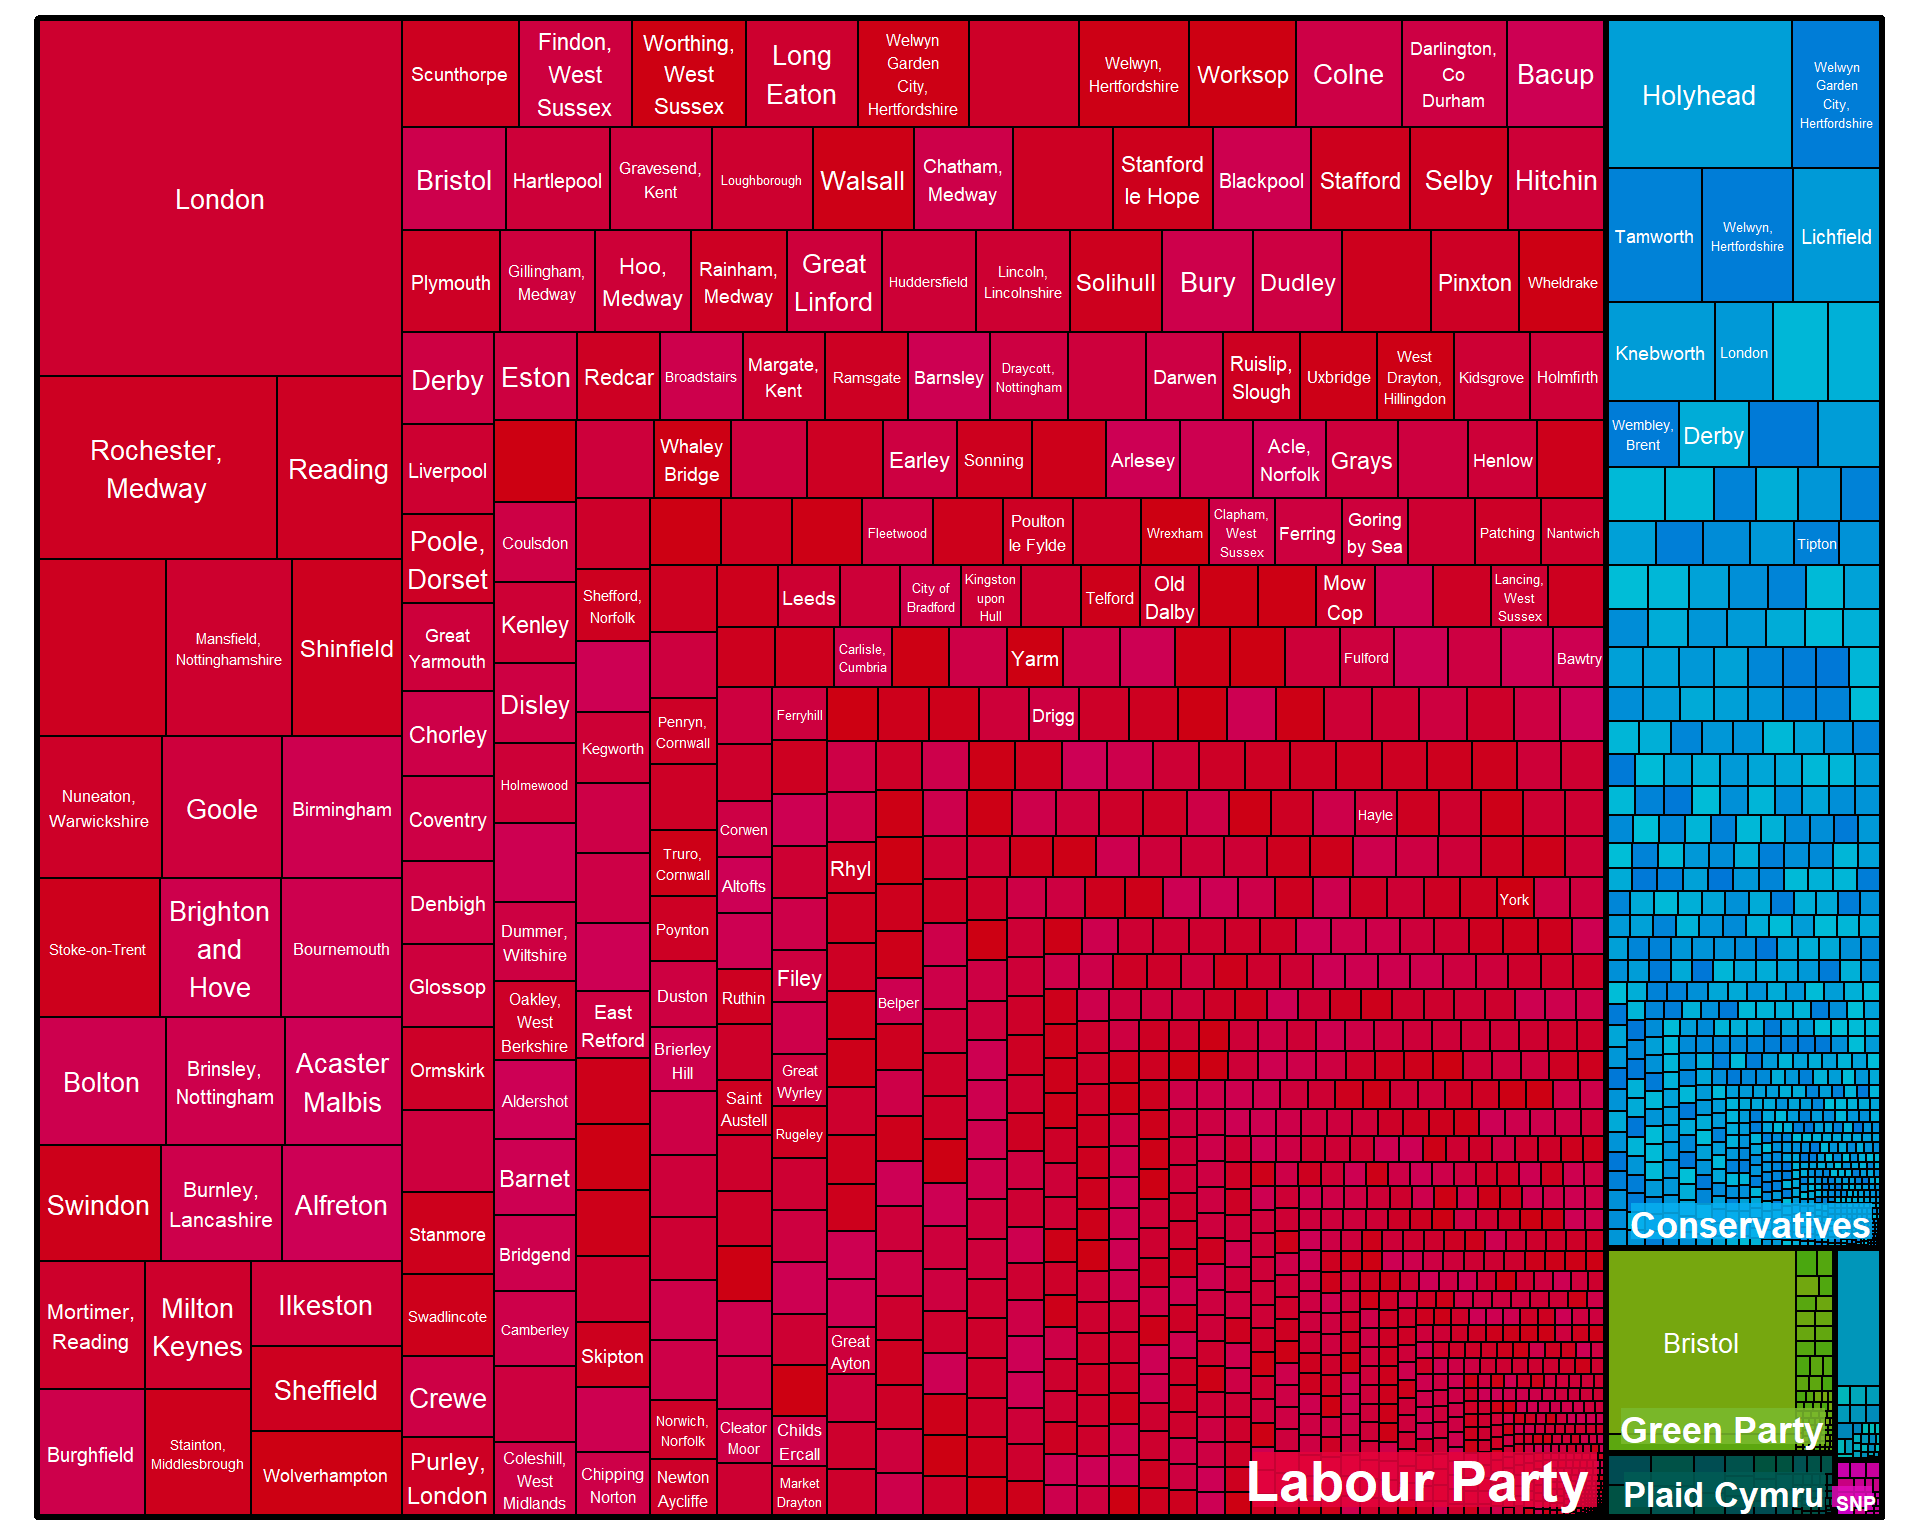 London
Rochester,
Medway
Reading
Mansfield,
Nottinghamshire
Shinfield
Nuneaton,
Warwickshire
Goole
Birmingham
Stoke-on-Trent
Brighton
and
Hove
Bournemouth
Bolton
Brinsley,
Nottingham
Acaster
Malbis
Swindon
Burnley,
Lancashire
Alfreton
Mortimer,
Reading
Milton
Keynes
Ilkeston
Sheffield
Burghfield
Stainton,
Middlesbrough
Wolverhampton
Scunthorpe
Findon,
West
Sussex
Worthing,
West
Sussex
Long
Eaton
Welwyn
Garden
City,
Hertfordshire
Welwyn,
Hertfordshire
Worksop
Colne
Darlington,
Co
Durham
Bacup
Bristol
Hartlepool
Gravesend,
Kent
Loughborough
Walsall
Chatham,
Medway
Stanford
le Hope
Blackpool
Stafford
Selby
Hitchin
Plymouth
Gillingham,
Medway
Hoo,
Medway
Rainham,
Medway
Great
Linford
Huddersfield
Lincoln,
Lincolnshire
Solihull
Bury
Dudley
Pinxton
Wheldrake
Derby
Eston
Redcar
Broadstairs
Margate,
Kent
Ramsgate
Barnsley
Draycott,
Nottingham
Darwen
Ruislip,
Slough
Uxbridge
West
Drayton,
Hillingdon
Kidsgrove
Holmfirth
Liverpool
Whaley
Bridge
Earley
Sonning
Arlesey
Acle,
Norfolk
Grays
Henlow
Poole,
Dorset
Coulsdon
Fleetwood
Poulton
le Fylde
Wrexham
Clapham,
West
Sussex
Ferring
Goring
by Sea
Patching
Nantwich
Great
Yarmouth
Kenley
Shefford,
Norfolk
Leeds
City of
Bradford
Kingston
upon
Hull
Telford
Old
Dalby
Mow
Cop
Lancing,
West
Sussex
Carlisle,
Cumbria
Yarm
Fulford
Bawtry
Chorley
Disley
Kegworth
Penryn,
Cornwall
Ferryhill
Drigg
Coventry
Holmewood
Truro,
Cornwall
Corwen
Altofts
Rhyl
Hayle
York
Denbigh
Dummer,
Wiltshire
Poynton
Glossop
Oakley,
West
Berkshire
East
Retford
Duston
Ruthin
Filey
Belper
Ormskirk
Aldershot
Brierley
Hill
Saint
Austell
Great
Wyrley
Rugeley
Barnet
Stanmore
Bridgend
Swadlincote
Camberley
Skipton
Great
Ayton
Crewe
Norwich,
Norfolk
Cleator
Moor
Childs
Ercall
Purley,
London
Coleshill,
West
Midlands
Chipping
Norton
Newton
Aycliffe
Market
Drayton
Labour Party
Holyhead
Welwyn
Garden
City,
Hertfordshire
Tamworth
Welwyn,
Hertfordshire
Lichfield
Knebworth
London
Wembley,
Brent
Derby
Tipton
Conservatives
Bristol
Green Party
Plaid Cymru
SNP